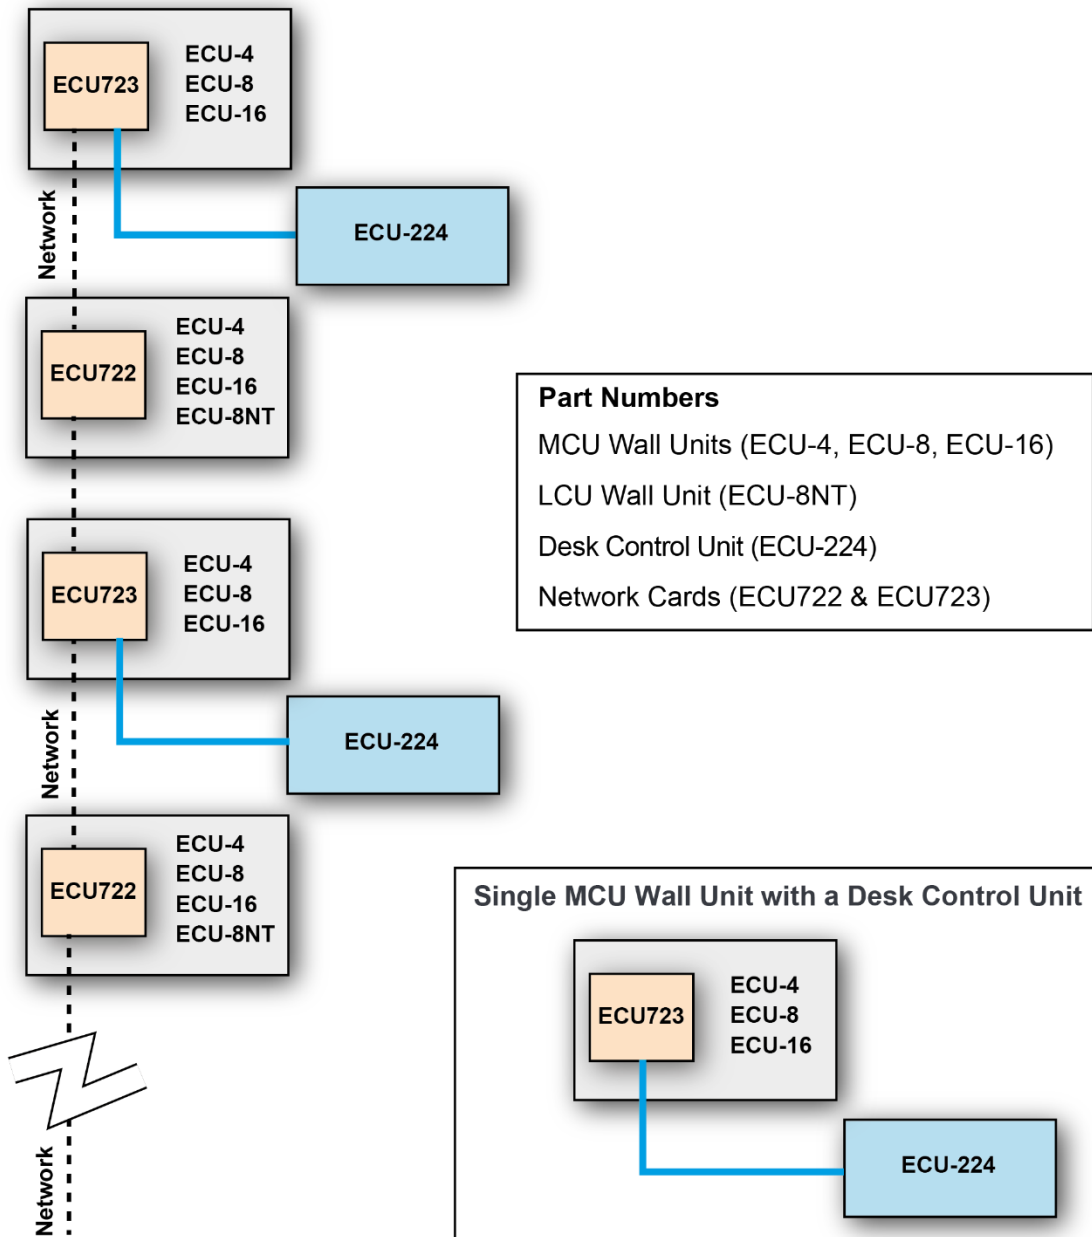 ECU723
ECU-4
ECU-8
ECU-16
Network
ECU-224
ECU722
ECU-4
ECU-8
ECU-16
ECU-8NT
Part Numbers
MCU Wall Units (ECU-4, ECU-8, ECU-16)
LCU Wall Unit (ECU-8NT)
Desk Control Unit (ECU-224)
Network Cards (ECU722 & ECU723)
ECU723
ECU-4
ECU-8
ECU-16
Network
ECU-224
ECU722
ECU-4
ECU-8
ECU-16
ECU-8NT
Network
Single MCU Wall Unit with a Desk Control Unit
ECU723
ECU-4
ECU-8
ECU-16
ECU-224